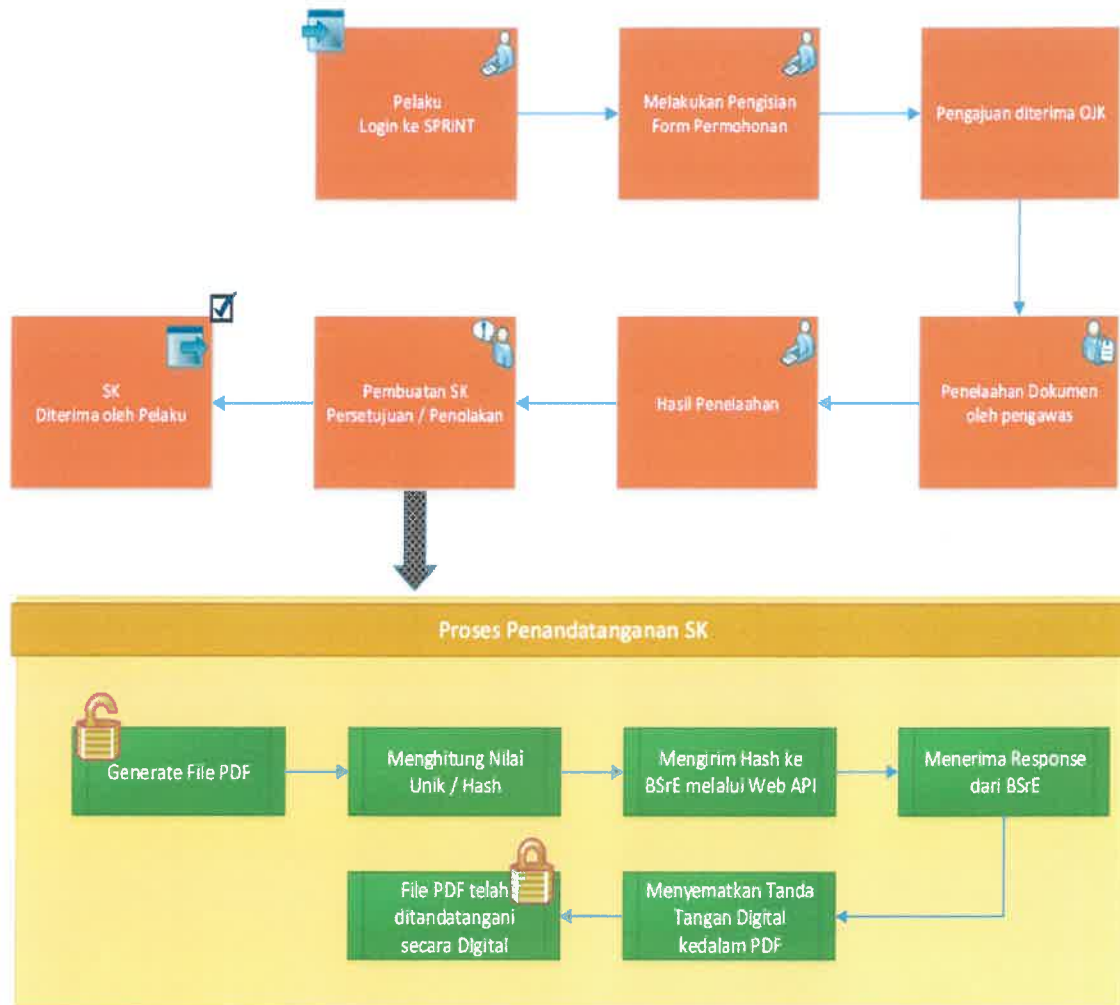 Pelaku
Login ke SPRINT
Melakukan Pengisian
Form Permohonan
Pengajuan diterima OJK
SK
Diterima oleh Pelaku
Pembuatan SK
Persetujuan / Penolakan
Hasil Penelaahan
Penelaahan Dokumen
oleh pengawas
Proses Penandatanganan SK
Generate File PDF
Menghitung Nilai
Unik / Hash
Mengirim Hash ke
BSrE melalui Web API
Menerima Response
dari BSrE
File PDF telah
ditandatangani
secara Digital
Menyematkan Tanda
Tangan Digital
kedalam PDF